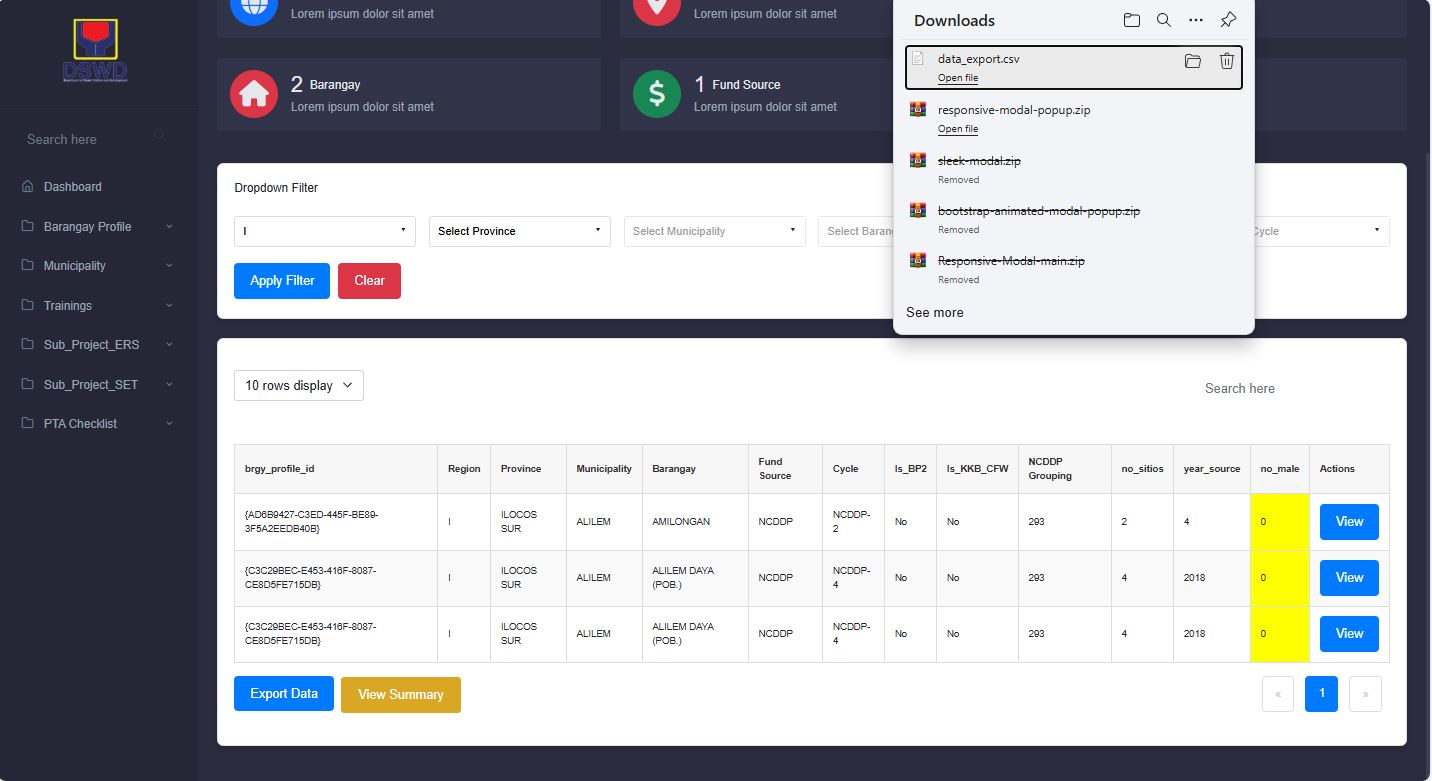 Lorem ipsum dolor sit amet
Lorem ipsum dolor sit amet
2 Barangay
Lorem ipsum dolor sit amet
1 Fund Source
Lorem ipsum dolor sit amet
DSWD
Search here
Dashboard
Barangay Profile
Municipality
Trainings
Sub_Project_ERS
Sub_Project_SET
PTA Checklist
Downloads
data_export.csv
Open file
responsive-modal-popup.zip
Open file
sleek-modal.zip
Removed
bootstrap-animated-modal-popup.zip
Removed
Responsive-Modal-main.zip
Removed
See more
Dropdown Filter
I
Select Province
Select Municipality
Select Barang
Cycle
Apply Filter
Clear
10 rows display
Search here
brgy_profile_id Region Province Municipality Barangay Fund Source Cycle Is_BP2 Is_KKB_CFW NCDDP Grouping no_sitios year_source no_male Actions
{AD6B9427-C3ED-445F-BE89-
3F5A2EEDB40B} I ILOCOS SUR ALILEM AMILONGAN NCDDP NCDDP-2 No No 293 2 4 0 View
{C3C29BEC-E453-416F-8087-
CE8D5FE715DB} I ILOCOS SUR ALILEM ALILEM DAYA (POB.) NCDDP NCDDP-4 No No 293 4 2018 0 View
{C3C29BEC-E453-416F-8087-
CE8D5FE715DB} I ILOCOS SUR ALILEM ALILEM DAYA (POB.) NCDDP NCDDP-4 No No 293 4 2018 0 View
Export Data
View Summary
« 1 »